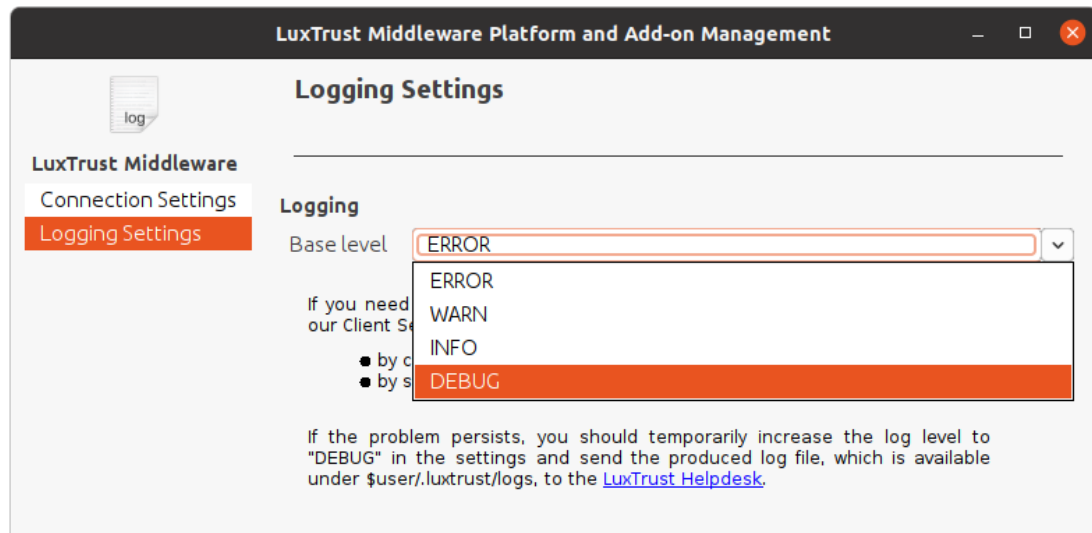 LuxTrust Middleware Platform and Add-on Management
log
LuxTrust Middleware
Connection Settings
Logging Settings
Logging Settings
Logging
Base level ERROR
ERROR
WARN
INFO
DEBUG
If you need
our Client
● by
● by
If the problem persists, you should temporarily increase the log level to
"DEBUG" in the settings and send the produced log file, which is available
under $user/.luxtrust/logs, to the LuxTrust Helpdesk.